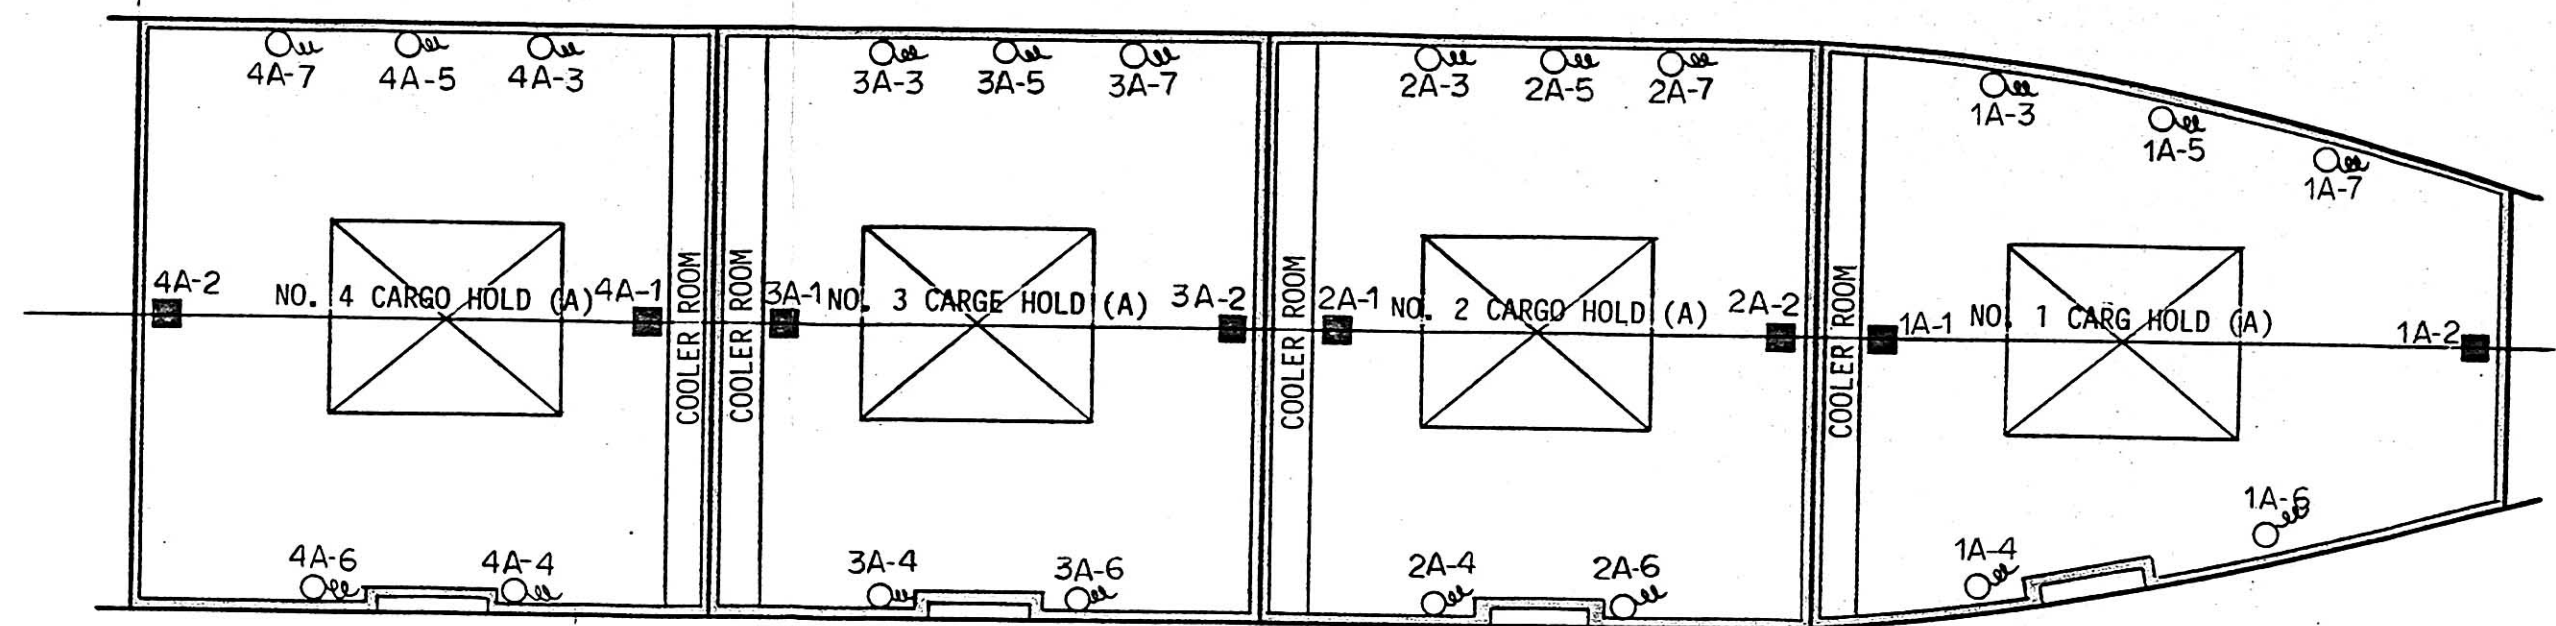 4A-7 4A-5 4A-3 3A-3 3A-5 3A-7 2A-3 2A-5 2A-7 1A-3
1A-5
1A-7
4A-2 NO. 4 CARGO HOLD (A) 4A-1 COOLER ROOM
COOLER ROOM 3A-1 NO. 3 CARGE HOLD (A) 3A-2
COOLER ROOM 2A-1 NO. 2 CARGO HOLD (A) 2A-2
COOLER ROOM 1A-1 NO. 1 CARG HOLD (A) 1A-2
1A-6
4A-6 4A-4 3A-4 3A-6 2A-4 2A-6 1A-4